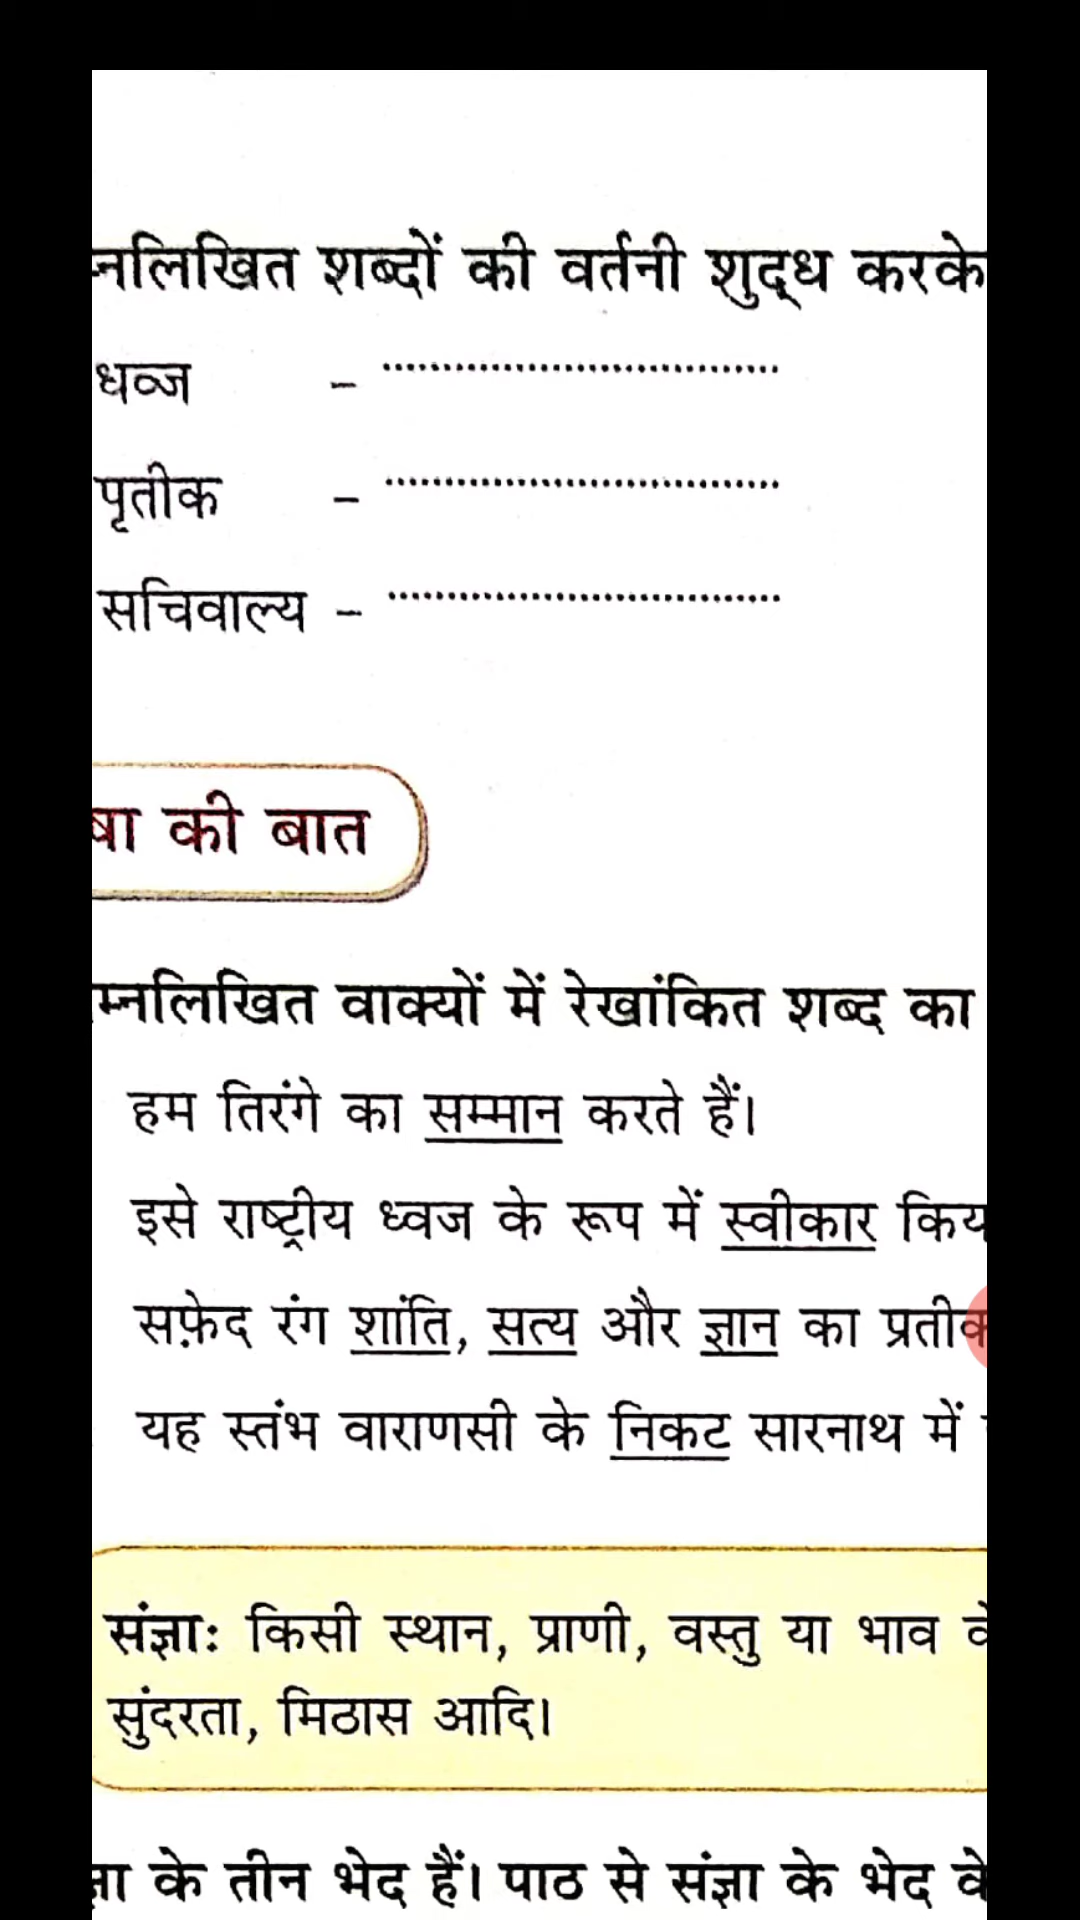 नलिखित शब्दों की वर्तनी शुद्ध करके
धव्ज – ....................................
पृतीक – ....................................
सचिवाल्य – ....................................
षा की बात
म्नलिखित वाक्यों में रेखांकित शब्द का
हम तिरंगे का सम्मान करते हैं।
इसे राष्ट्रीय ध्वज के रूप में स्वीकार किय
सफ़ेद रंग शांति, सत्य और ज्ञान का प्रतीक
यह स्तंभ वाराणसी के निकट सारनाथ में
संज्ञाः किसी स्थान, प्राणी, वस्तु या भाव के
सुंदरता, मिठास आदि।
ज्ञा के तीन भेद हैं। पाठ से संज्ञा के भेद के